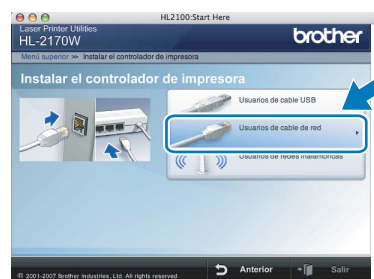 HL2100:Start Here
Laser Printer Utilities
HL-2170W
brother
Menú superior >> Instalar el controlador de impresora
Instalar el controlador de impresora
Usuarios de cable USB
Usuarios de cable de red
Usuarios de redes inalámbricas
© 2001-2007 Brother Industries, Ltd. All rights reserved.
Anterior
Salir